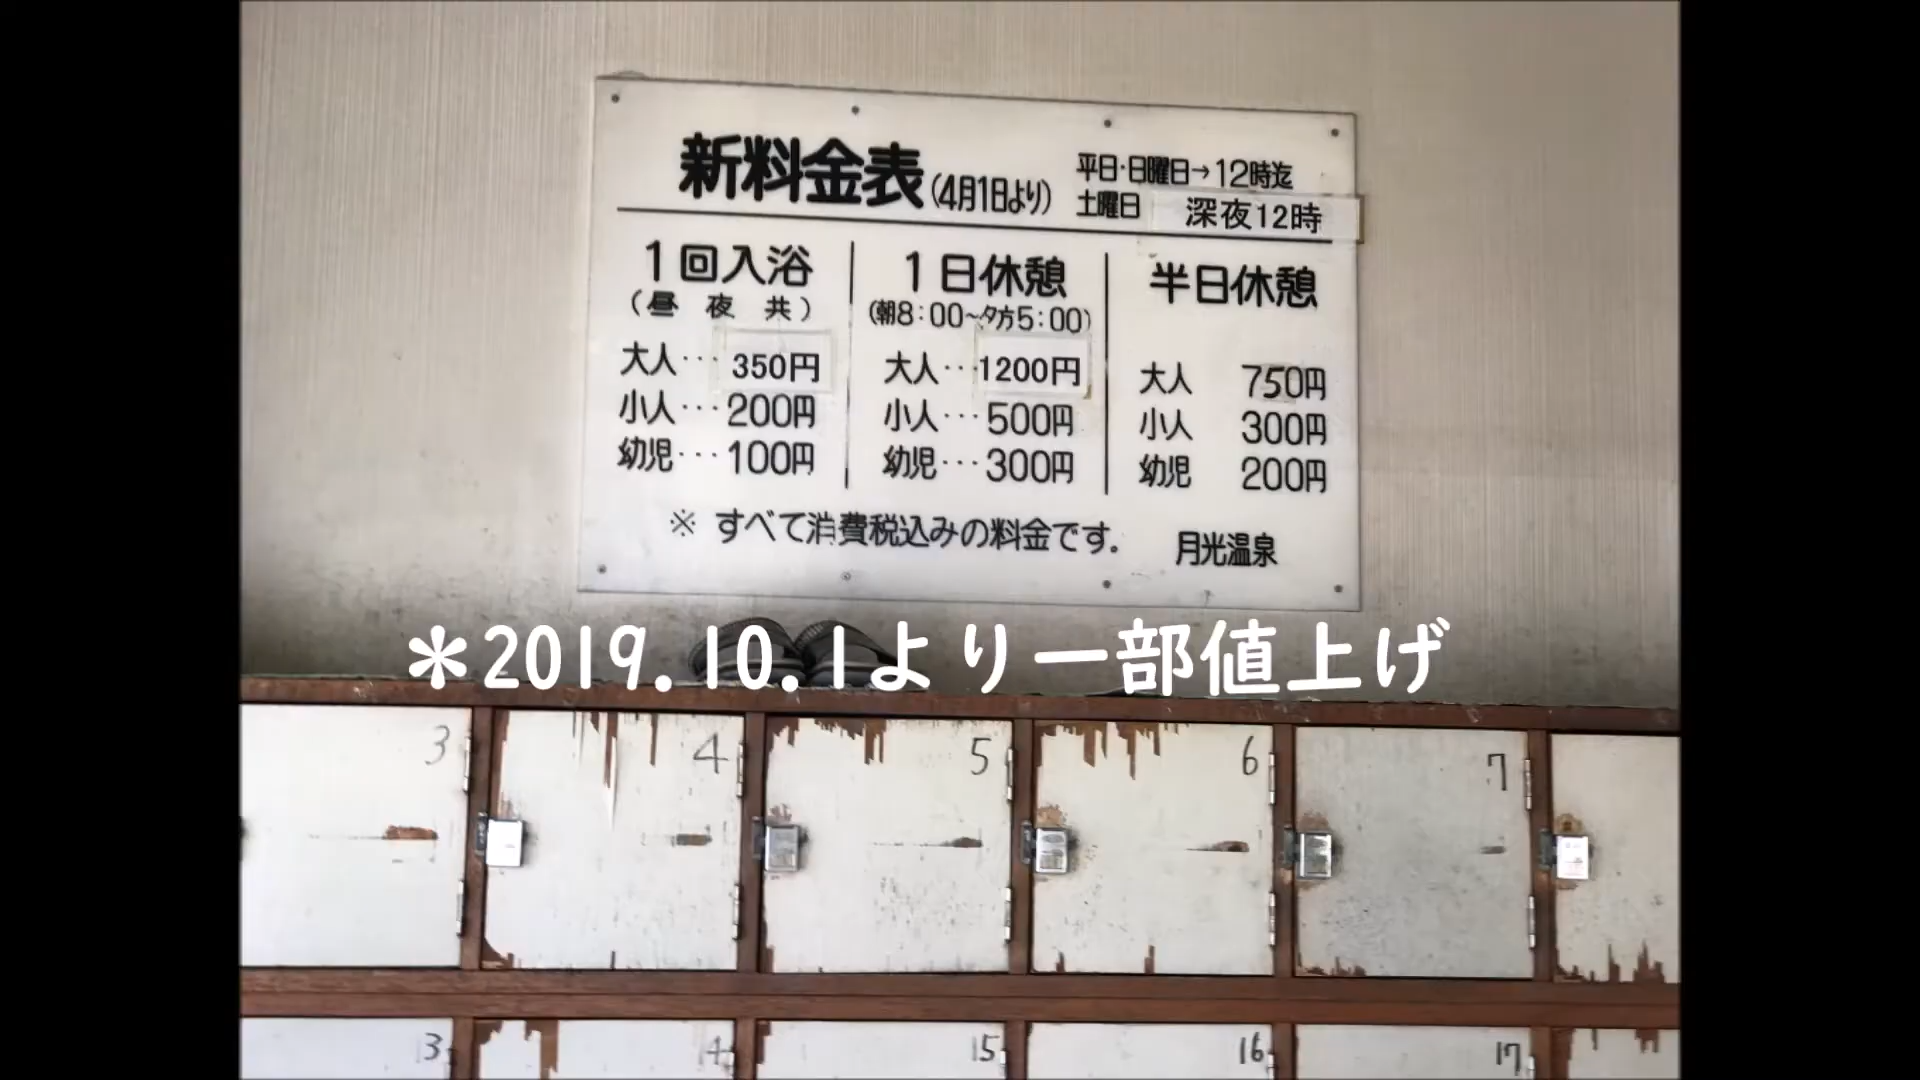 新料金表(4月1日より)
平日・日曜日→12時迄
土曜日 深夜12時
1回入浴
(昼 夜 共)
大人・・・350円
小人・・・200円
幼児・・・100円
1日休憩
(朝8:00~夕方5:00)
大人・・・1200円
小人・・・500円
幼児・・・300円
半日休憩
大人 750円
小人 300円
幼児 200円
※ すべて消費税込みの料金です。
月光温泉
＊2019.10.1より一部値上げ
3
4
5
6
7
3
14
15
16
17